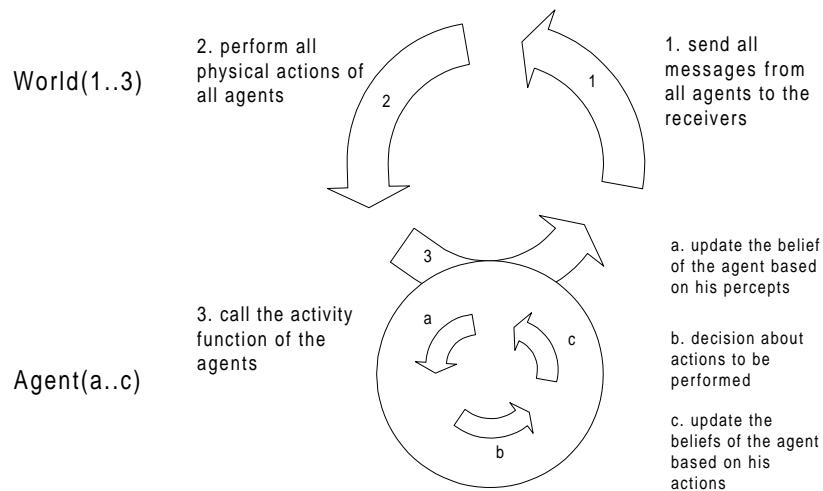 World(1..3)
2. perform all
physical actions of
all agents
2
1
1. send all
messages from
all agents to the
receivers
3
3. call the activity
function of the
agents
Agent(a..c)
a
c
b
a. update the belief
of the agent based
on his percepts
b. decision about
actions to be
performed
c. update the
beliefs of the agent
based on his
actions